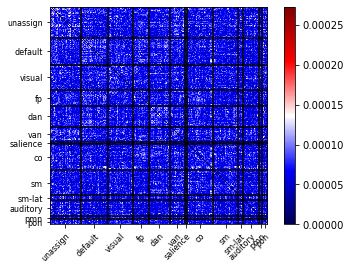 unassign
default
visual
fp
dan
van
salience
co
sm
sm-lat
auditory
pmn
pon
unassign
default
visual
fp
dan
van
salience
co
sm
sm-lat
auditory
pon
0.00025
0.00020
0.00015
0.00010
0.00005
0.00000